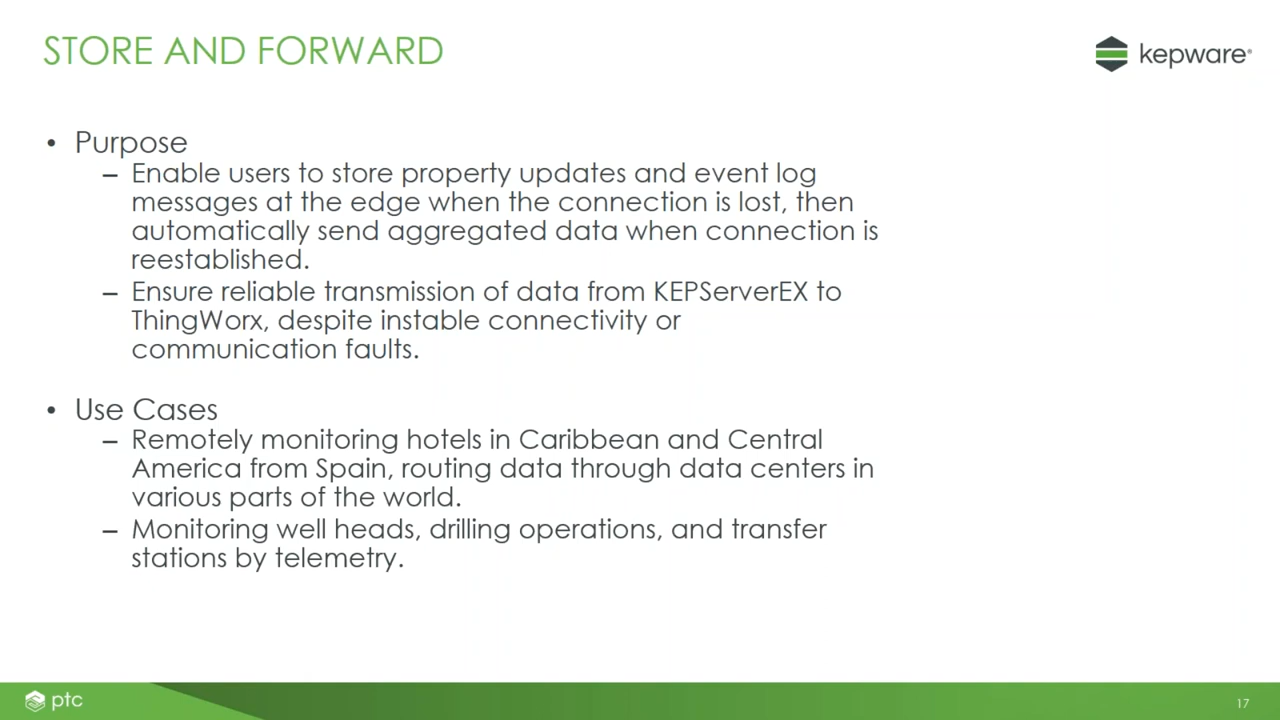 STORE AND FORWARD
kepware®
• Purpose
– Enable users to store property updates and event log
messages at the edge when the connection is lost, then
automatically send aggregated data when connection is
reestablished.
– Ensure reliable transmission of data from KEPServerEX to
ThingWorx, despite instable connectivity or
communication faults.
• Use Cases
– Remotely monitoring hotels in Caribbean and Central
America from Spain, routing data through data centers in
various parts of the world.
– Monitoring well heads, drilling operations, and transfer
stations by telemetry.
ptc
17